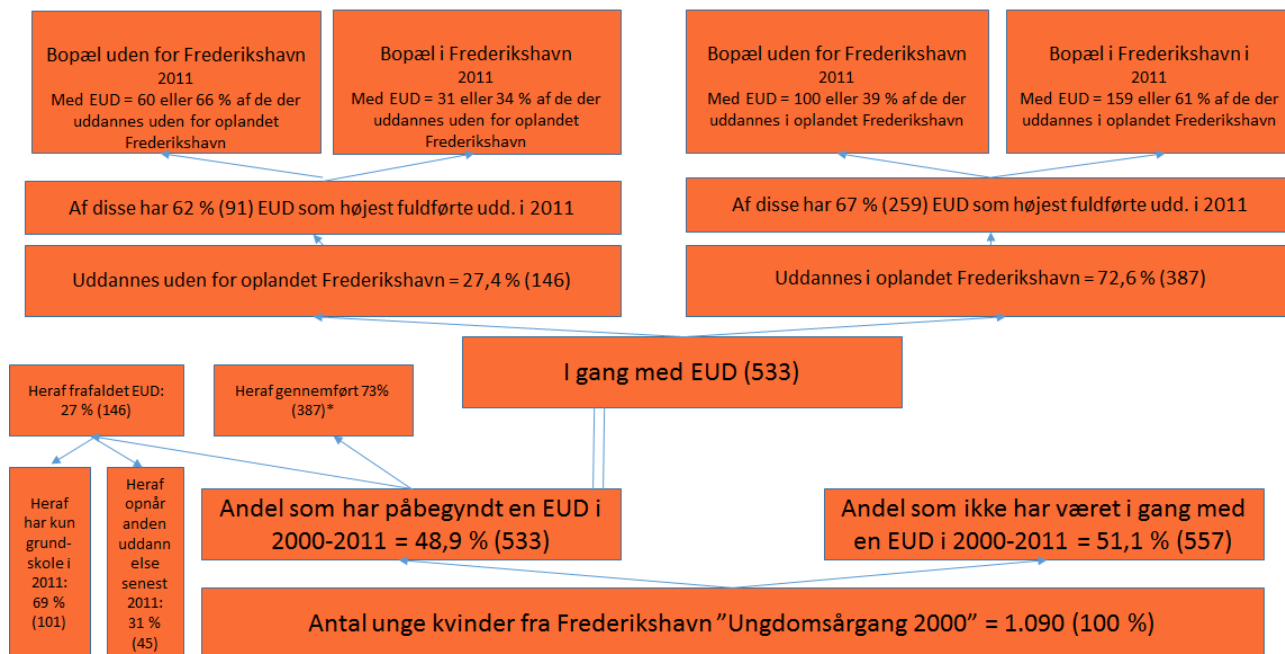 Bopæl uden for Frederikshavn
2011
Med EUD = 60 eller 66 % af de der
uddannes uden for oplandet
Frederikshavn
Bopæl i Frederikshavn
2011
Med EUD = 31 eller 34 % af de der
uddannes uden for oplandet
Frederikshavn
Bopæl uden for Frederikshavn
2011
Med EUD = 100 eller 39 % af de der
uddannes i oplandet Frederikshavn
Bopæl i Frederikshavn i
2011
Med EUD = 159 eller 61 % af de der
uddannes i oplandet Frederikshavn
Af disse har 62 % (91) EUD som højest fuldførte udd. i 2011
Af disse har 67 % (259) EUD som højest fuldførte udd. i 2011
Uddannes uden for oplandet Frederikshavn = 27,4 % (146)
Uddannes i oplandet Frederikshavn = 72,6 % (387)
I gang med EUD (533)
Heraf frafaldet EUD:
27 % (146)
Heraf gennemført 73%
(387)*
Heraf
har kun
grund-
skole i
2011:
69 %
(101)
Heraf
opnår
anden
uddann
else
senest
2011:
31 %
(45)
Andel som har påbegyndt en EUD i
2000-2011 = 48,9 % (533)
Andel som ikke har været i gang med
en EUD i 2000-2011 = 51,1 % (557)
Antal unge kvinder fra Frederikshavn ”Ungdomsårgang 2000” = 1.090 (100 %)